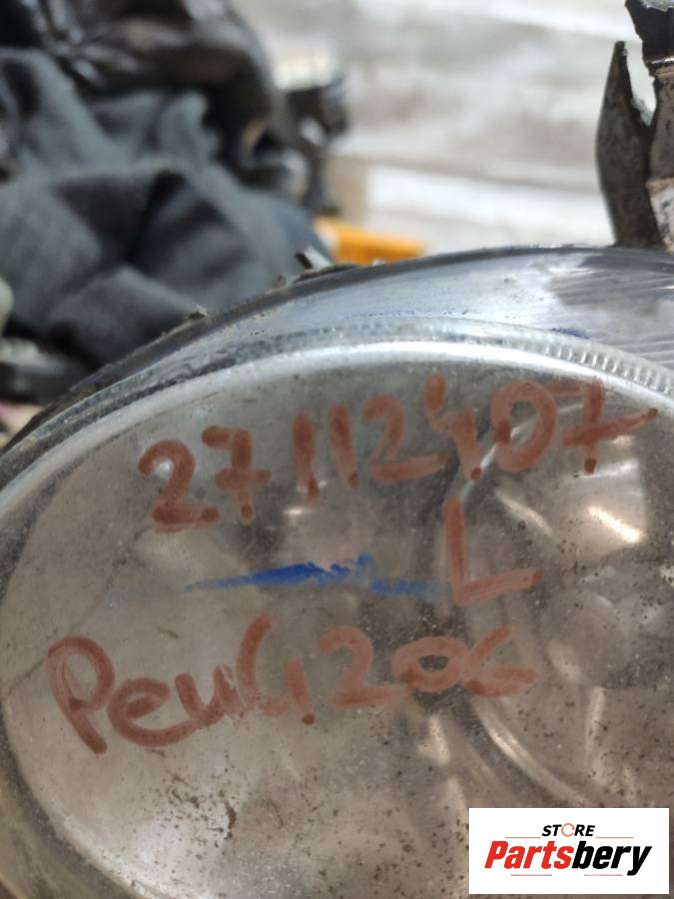 27112407
L
PeuG 206
STORE
Partsbery